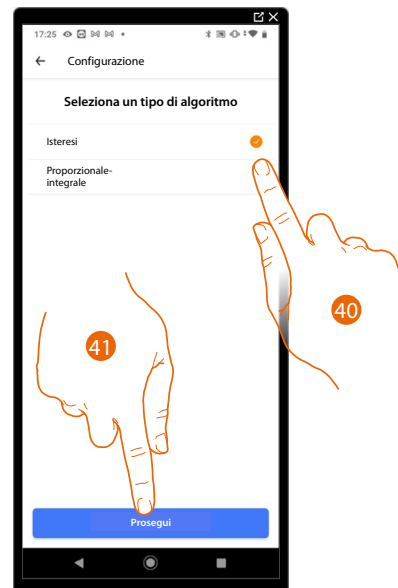 17:25
Configurazione
Seleziona un tipo di algoritmo
Isteresi
Proporzionale-
integrale
40
41
Prosegui